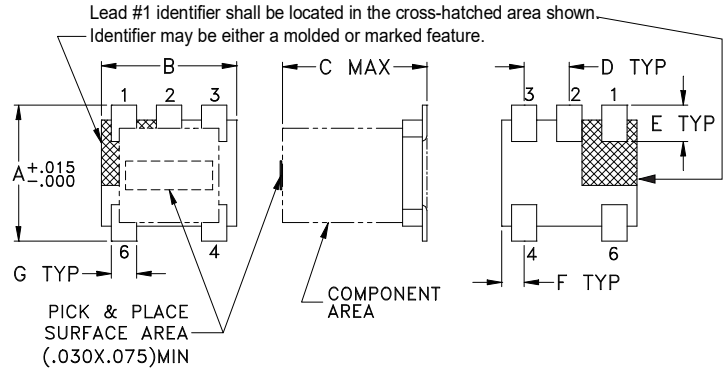 Lead #1 identifier shall be located in the cross-hatched area shown.
Identifier may be either a molded or marked feature.
B
C MAX
D TYP
1 2 3
3 2 1
E TYP
A +.015
-.000
6 4
4 6
G TYP
F TYP
COMPONENT
AREA
PICK & PLACE
SURFACE AREA
(.030X.075)MIN